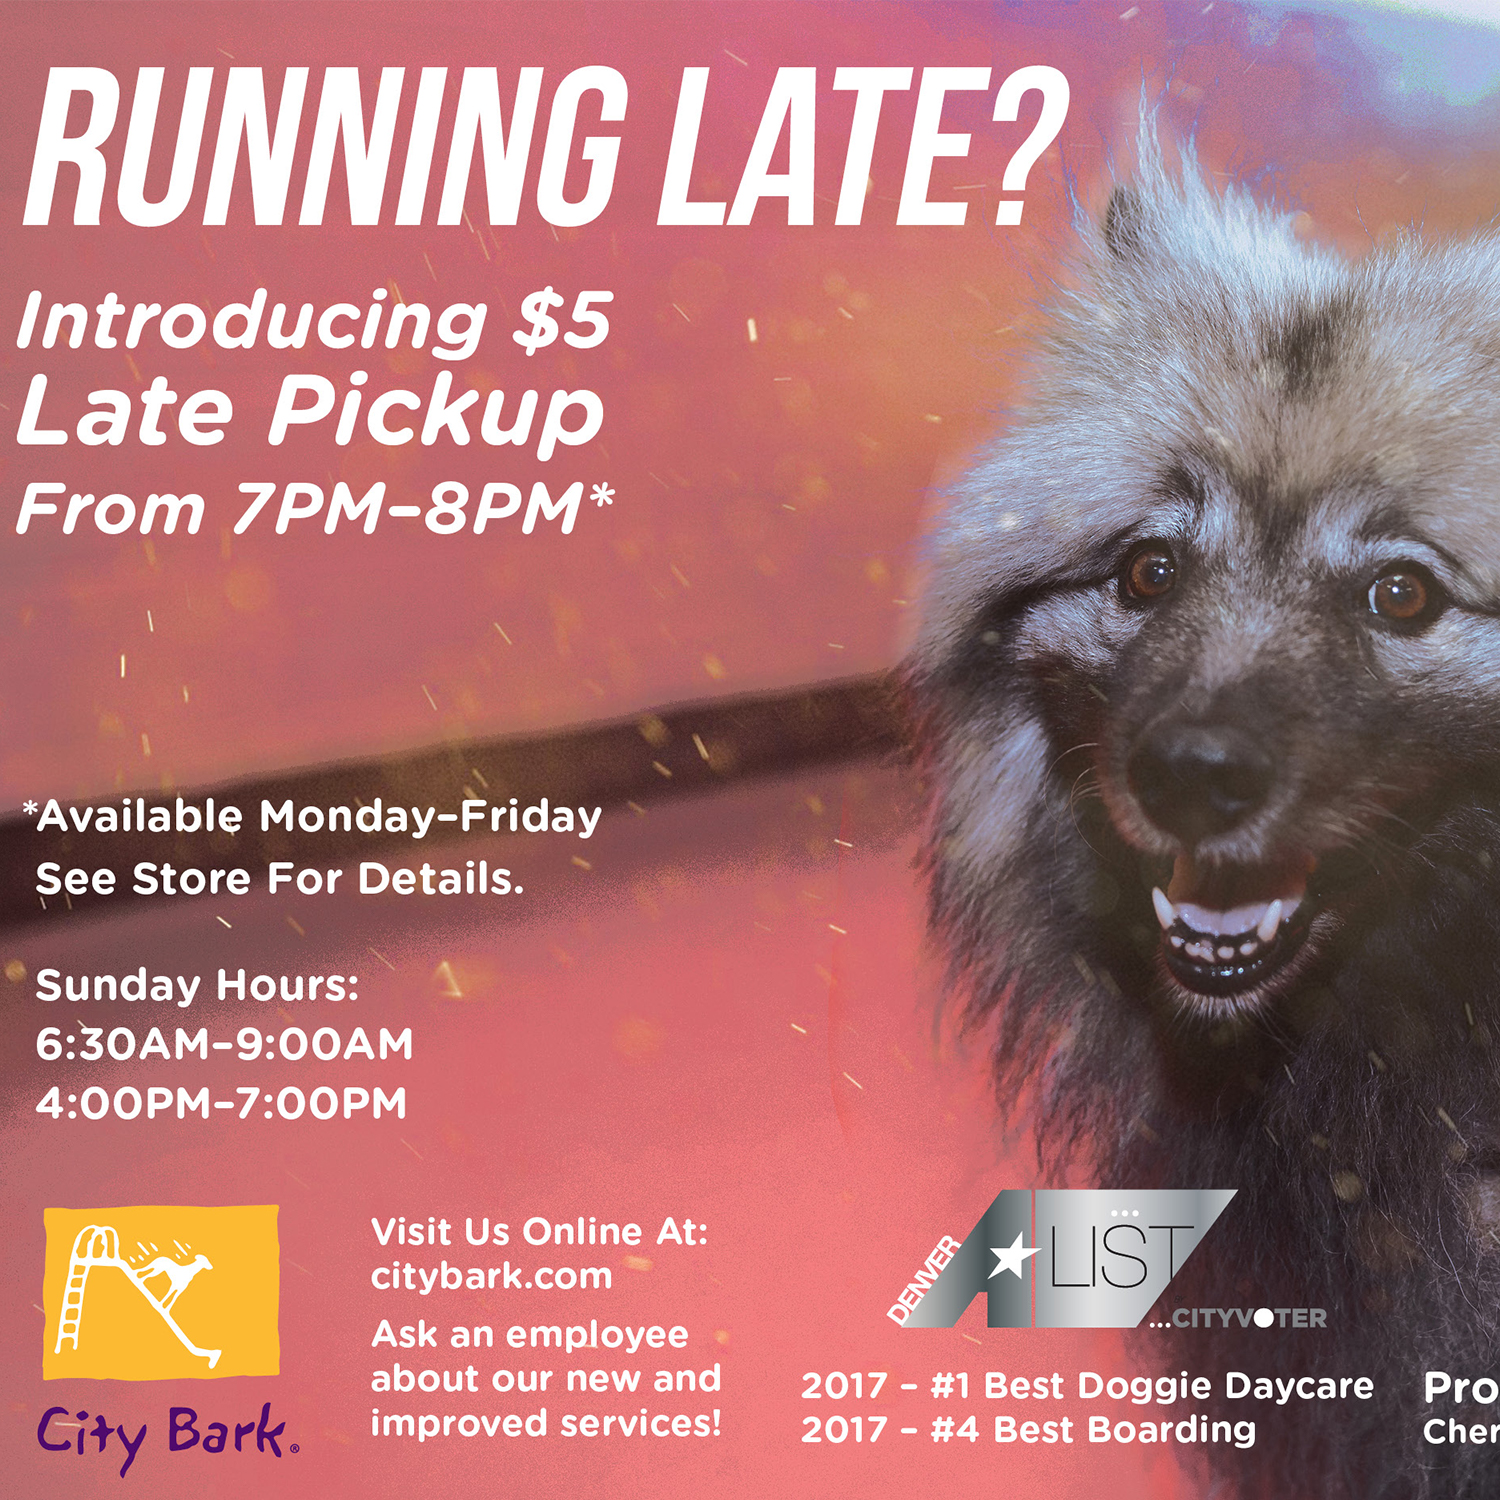 RUNNING LATE?
Introducing $5
Late Pickup
From 7PM–8PM*
*Available Monday–Friday
See Store For Details.
Sunday Hours:
6:30AM–9:00AM
4:00PM–7:00PM
City Bark®
Visit Us Online At:
citybark.com
Ask an employee
about our new and
improved services!
DENVER
A LIST
...CITYVOTER
2017 – #1 Best Doggie Daycare
2017 – #4 Best Boarding
Pro
Cher